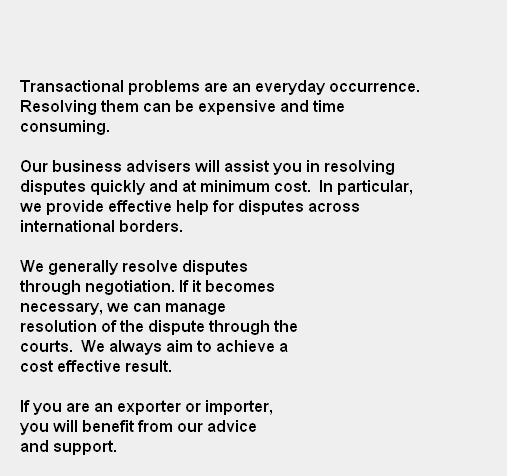 Transactional problems are an everyday occurrence.
Resolving them can be expensive and time
consuming.
Our business advisers will assist you in resolving
disputes quickly and at minimum cost.  In particular,
we provide effective help for disputes across
international borders.
We generally resolve disputes
through negotiation. If it becomes
necessary, we can manage
resolution of the dispute through the
courts.  We always aim to achieve a
cost effective result.
If you are an exporter or importer,
you will benefit from our advice
and support.